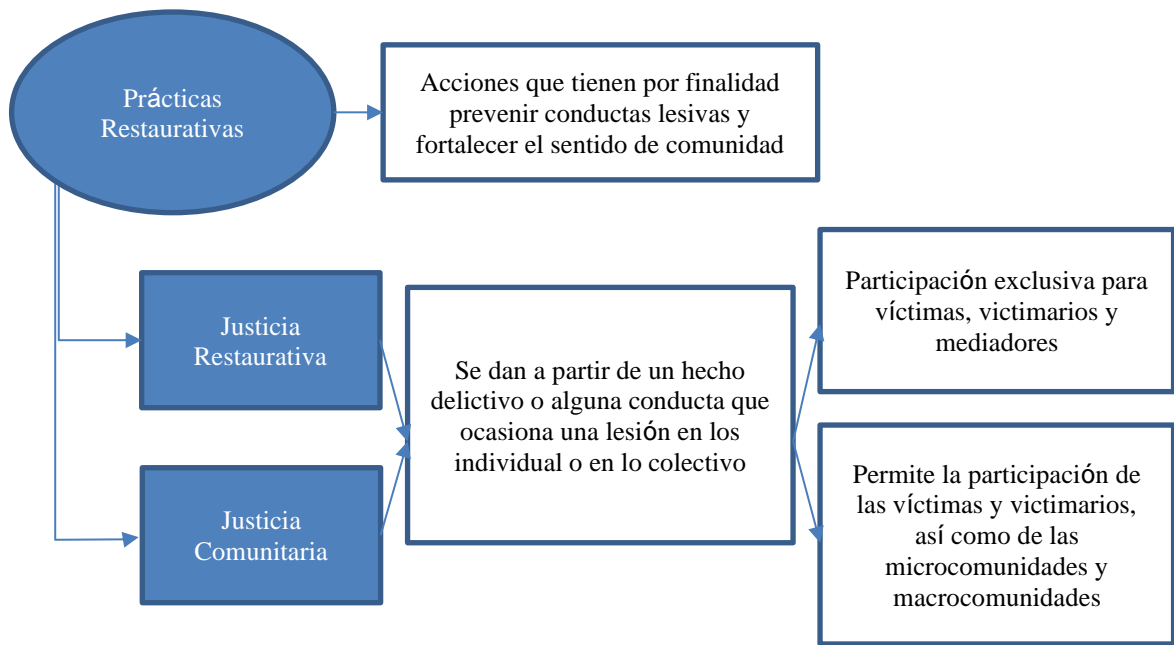 Prácticas
Restaurativas
Acciones que tienen por finalidad
prevenir conductas lesivas y
fortalecer el sentido de comunidad
Justicia
Restaurativa
Justicia
Comunitaria
Se dan a partir de un hecho
delictivo o alguna conducta que
ocasiona una lesión en los
individual o en lo colectivo
Participación exclusiva para
víctimas, victimarios y
mediadores
Permite la participación de
las víctimas y victimarios,
así como de las
microcomunidades y
macrocomunidades